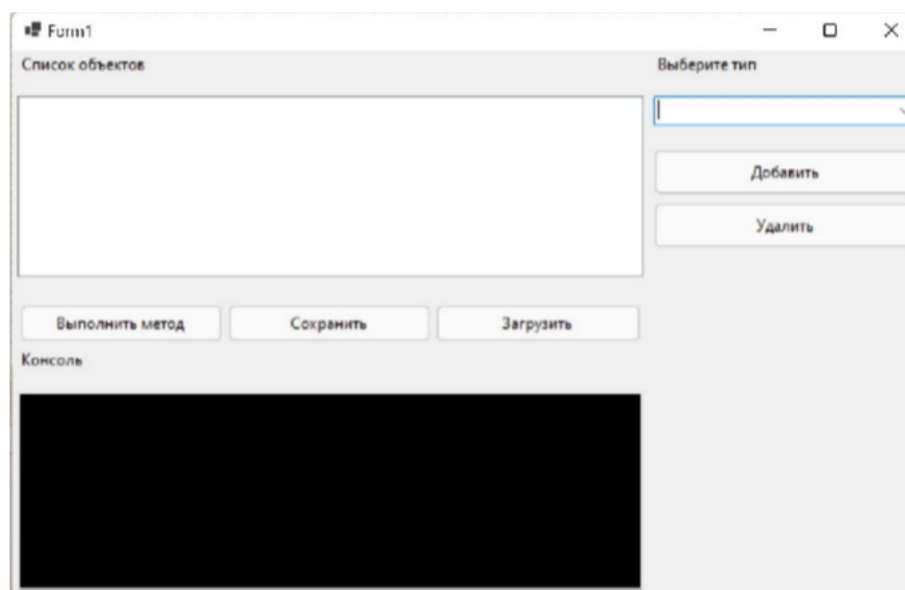 Form1
Список объектов
Выберите тип
Добавить
Удалить
Выполнить метод
Сохранить
Загрузить
Консоль